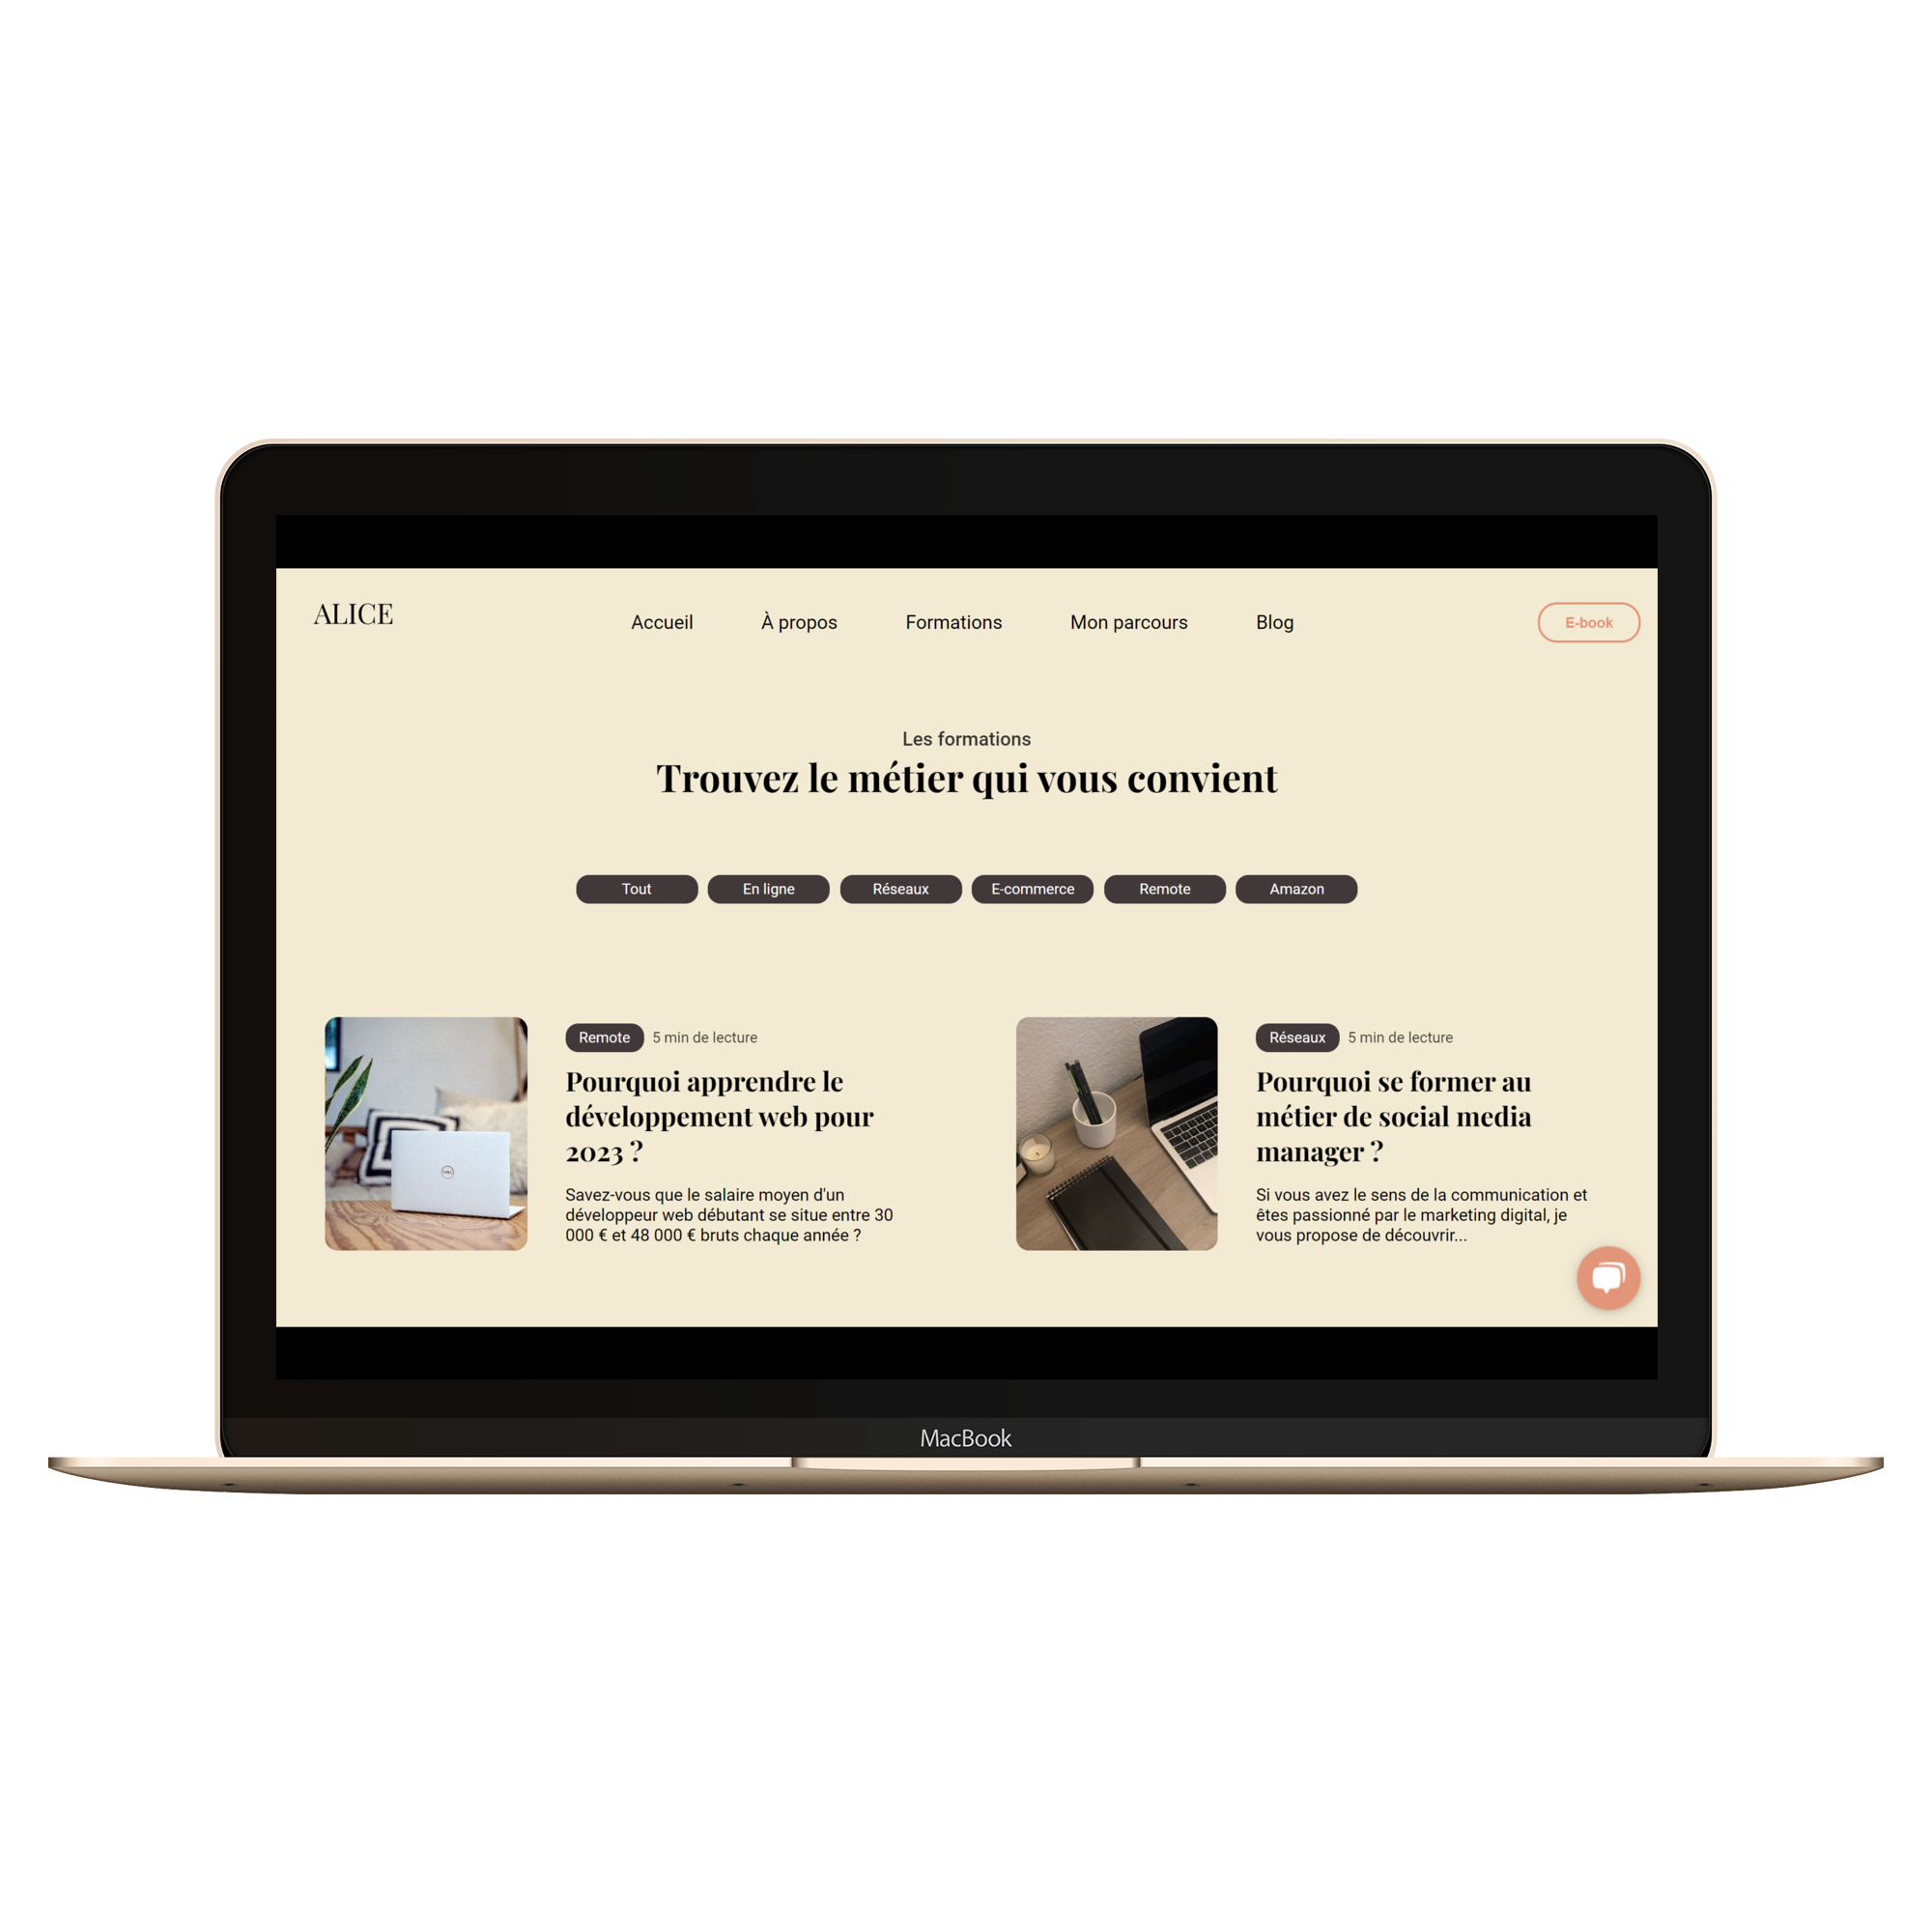 ALICE
Accueil À propos Formations Mon parcours Blog
E-book
Les formations
Trouvez le métier qui vous convient
Tout En ligne Réseaux E-commerce Remote Amazon
Remote 5 min de lecture
Pourquoi apprendre le
développement web pour
2023 ?
Savez-vous que le salaire moyen d'un
développeur web débutant se situe entre 30
000 € et 48 000 € bruts chaque année ?
Réseaux 5 min de lecture
Pourquoi se former au
métier de social media
manager ?
Si vous avez le sens de la communication et
êtes passionné par le marketing digital, je
vous propose de découvrir...
MacBook